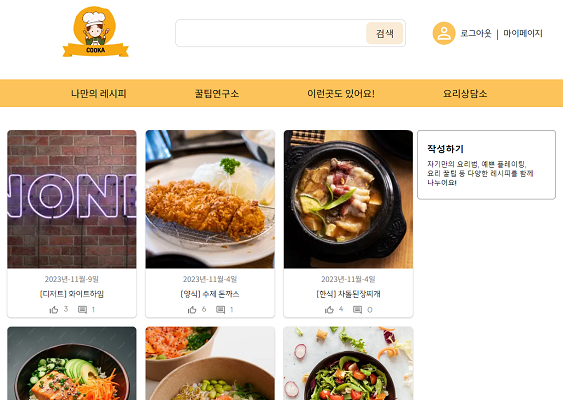 COOKA
검색
로그아웃 | 마이페이지
나만의 레시피
꿀팁연구소
이런곳도 있어요!
요리상담소
NONE
작성하기
자기만의 요리법, 예쁜 플레이팅,
요리 꿀팁 등 다양한 레시피를 함께
나누어요!
2023년-11월-9일
[디저트] 화이트하임
3 1
2023년-11월-4일
[양식] 수제 돈까스
6 1
2023년-11월-4일
[한식] 차돌된장찌개
4 0